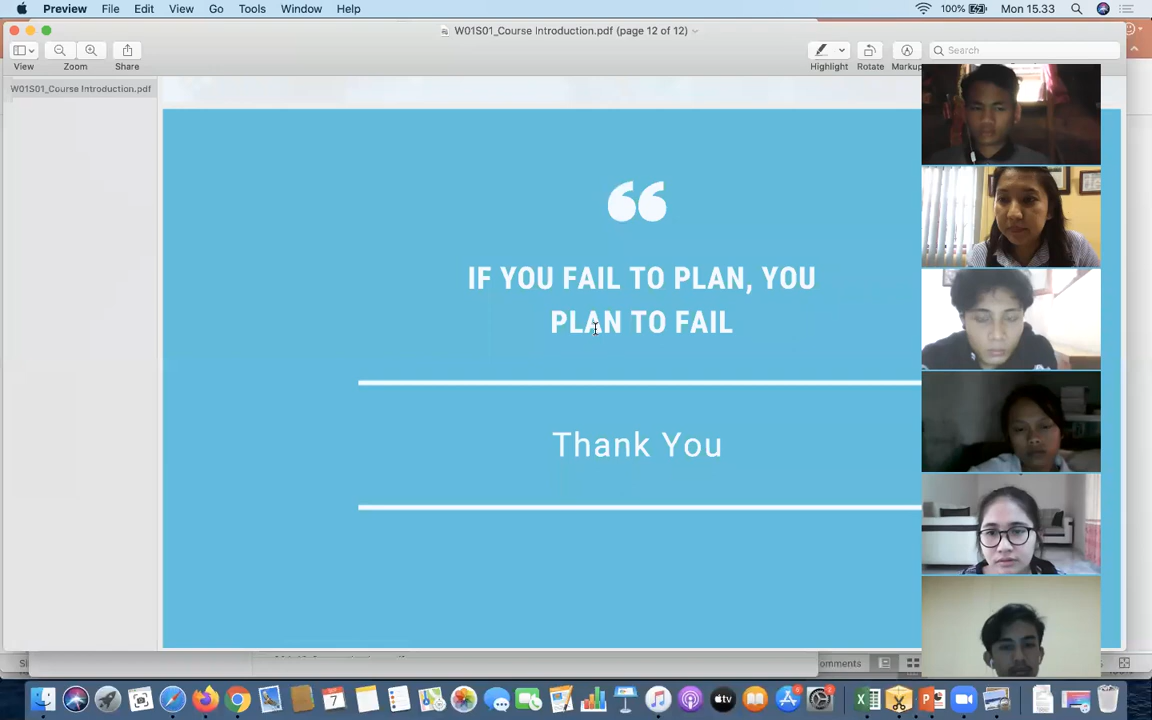 Preview File Edit View Go Tools Window Help 100% Mon 15.33
W01S01_Course Introduction.pdf (page 12 of 12)
View Zoom Share Highlight Rotate Search
W01S01_Course Introduction.pdf
IF YOU FAIL TO PLAN, YOU
PLAN TO FAIL
Thank You
omments